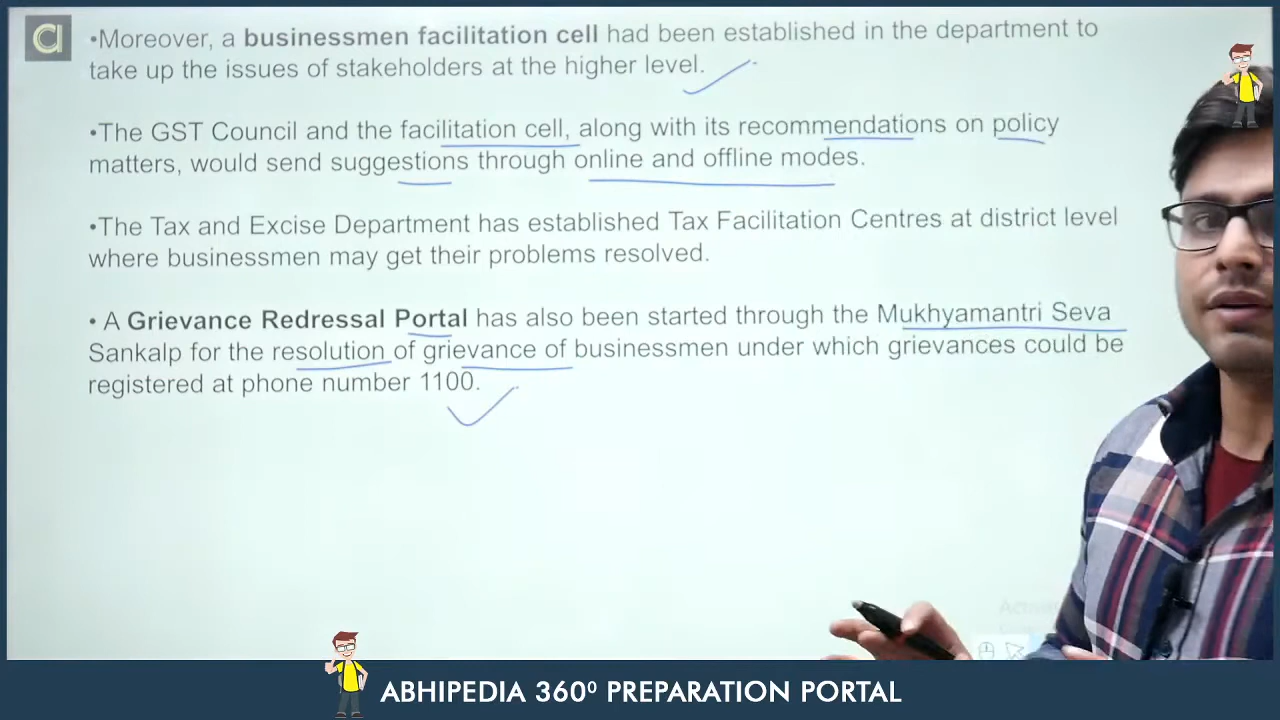 •Moreover, a businessmen facilitation cell had been established in the department to
take up the issues of stakeholders at the higher level.
•The GST Council and the facilitation cell, along with its recommendations on policy
matters, would send suggestions through online and offline modes.
•The Tax and Excise Department has established Tax Facilitation Centres at district level
where businessmen may get their problems resolved.
• A Grievance Redressal Portal has also been started through the Mukhyamantri Seva
Sankalp for the resolution of grievance of businessmen under which grievances could be
registered at phone number 1100.
ABHIPEDIA 360⁰ PREPARATION PORTAL